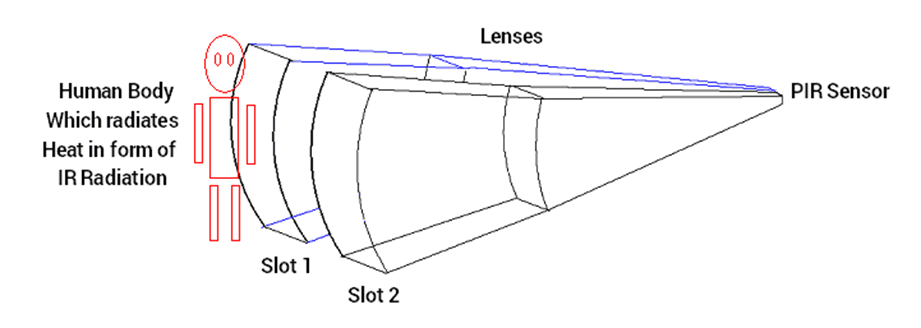 Lenses
Human Body
Which radiates
Heat in form of
IR Radiation
PIR Sensor
Slot 1
Slot 2